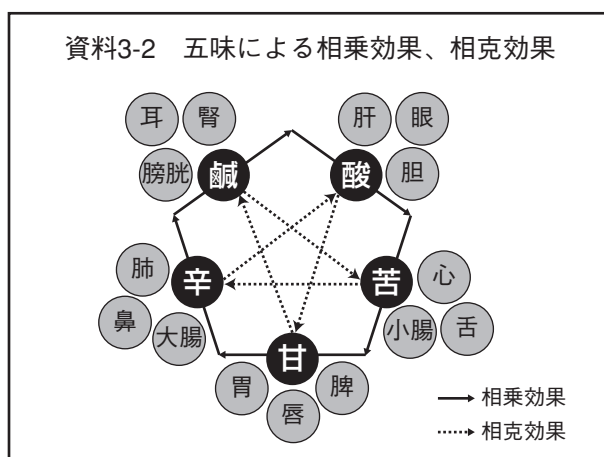 資料3-2　五味による相乗効果、相克効果
耳
腎
膀胱
鹹
肝
眼
酸
胆
肺
鼻
大腸
辛
心
苦
小腸
舌
甘
胃
唇
脾
相乗効果
相克効果